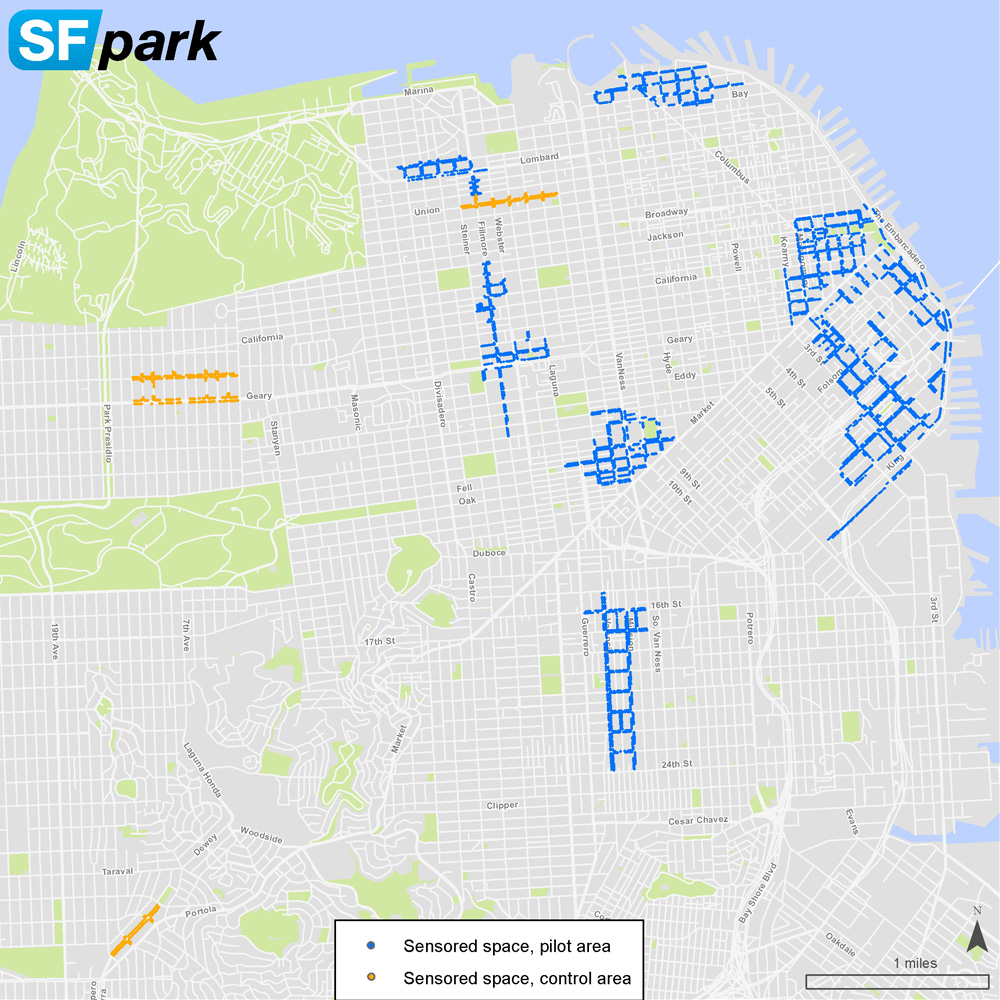 SFpark
Marina
Bay
Lombard
Columbus
Union
Broadway
Steiner
Fillmore
Webster
Jackson
Kearny
The Embarcadero
Powell
Lincoln
California
California
Geary
3rd St
VanNess
Hyde
Laguna
Eddy
4th St
Folsom
5th St
Geary
Divisadero
Masonic
Market
Park Presidio
Stanyan
9th St
King
Fell
Oak
10th St
Duboce
Castro
16th St
3rd St
19th Ave
7th Ave
17th St
Guerrero
So. Van Ness
Potrero
Market
Laguna Honda
24th St
Clipper
Cesar Chavez
Evans
Woodside
Dewey
Taraval
Bay Shore Blvd
Portola
N
Oakdale
1 miles
Sensored space, pilot area
Sensored space, control area